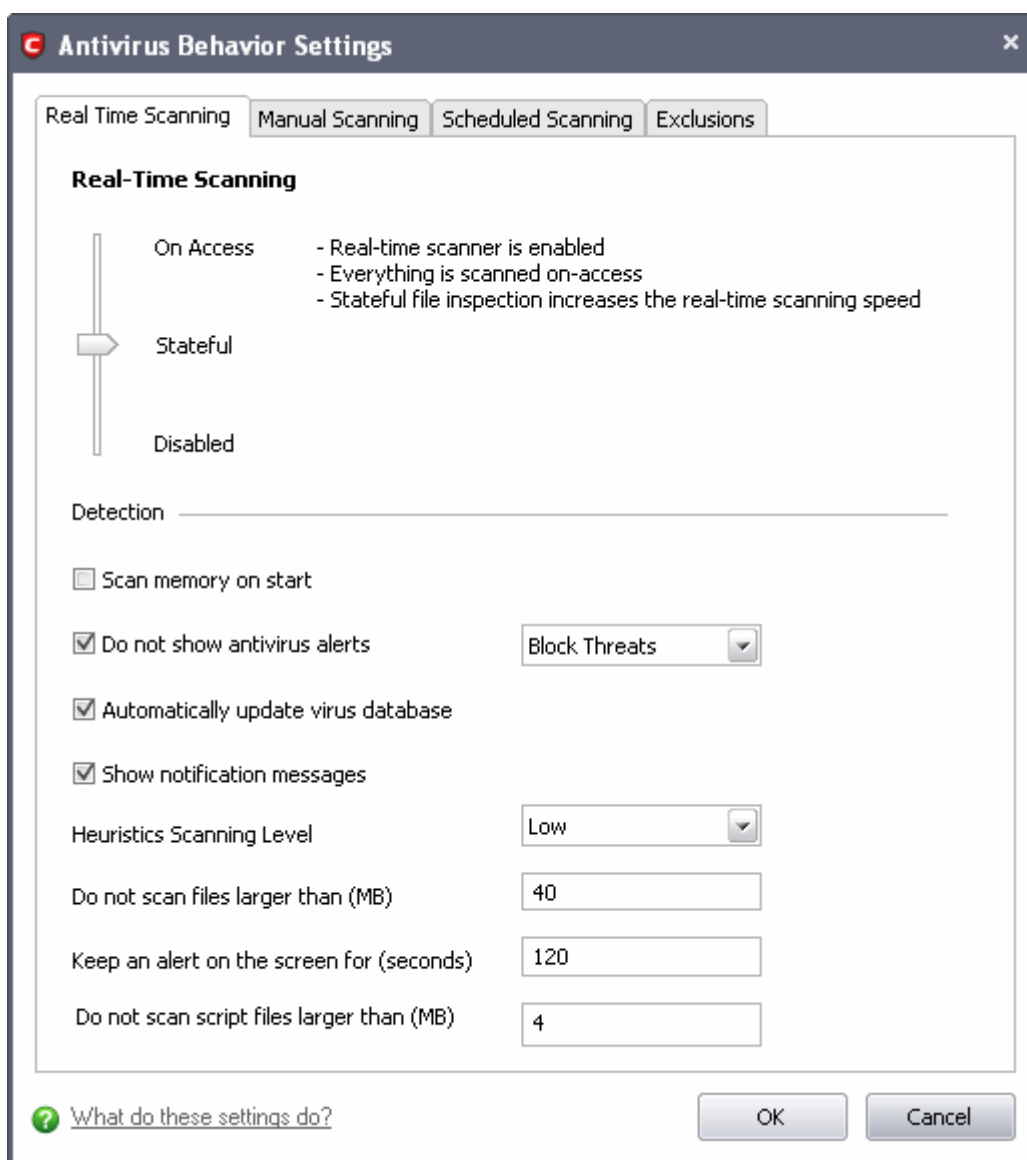 Antivirus Behavior Settings
Real Time Scanning
Manual Scanning
Scheduled Scanning
Exclusions
Real-Time Scanning
On Access
- Real-time scanner is enabled
- Everything is scanned on-access
- Stateful file inspection increases the real-time scanning speed
Stateful
Disabled
Detection
Scan memory on start
Do not show antivirus alerts
Block Threats
Automatically update virus database
Show notification messages
Heuristics Scanning Level
Low
Do not scan files larger than (MB)
40
Keep an alert on the screen for (seconds)
120
Do not scan script files larger than (MB)
4
What do these settings do?
OK
Cancel